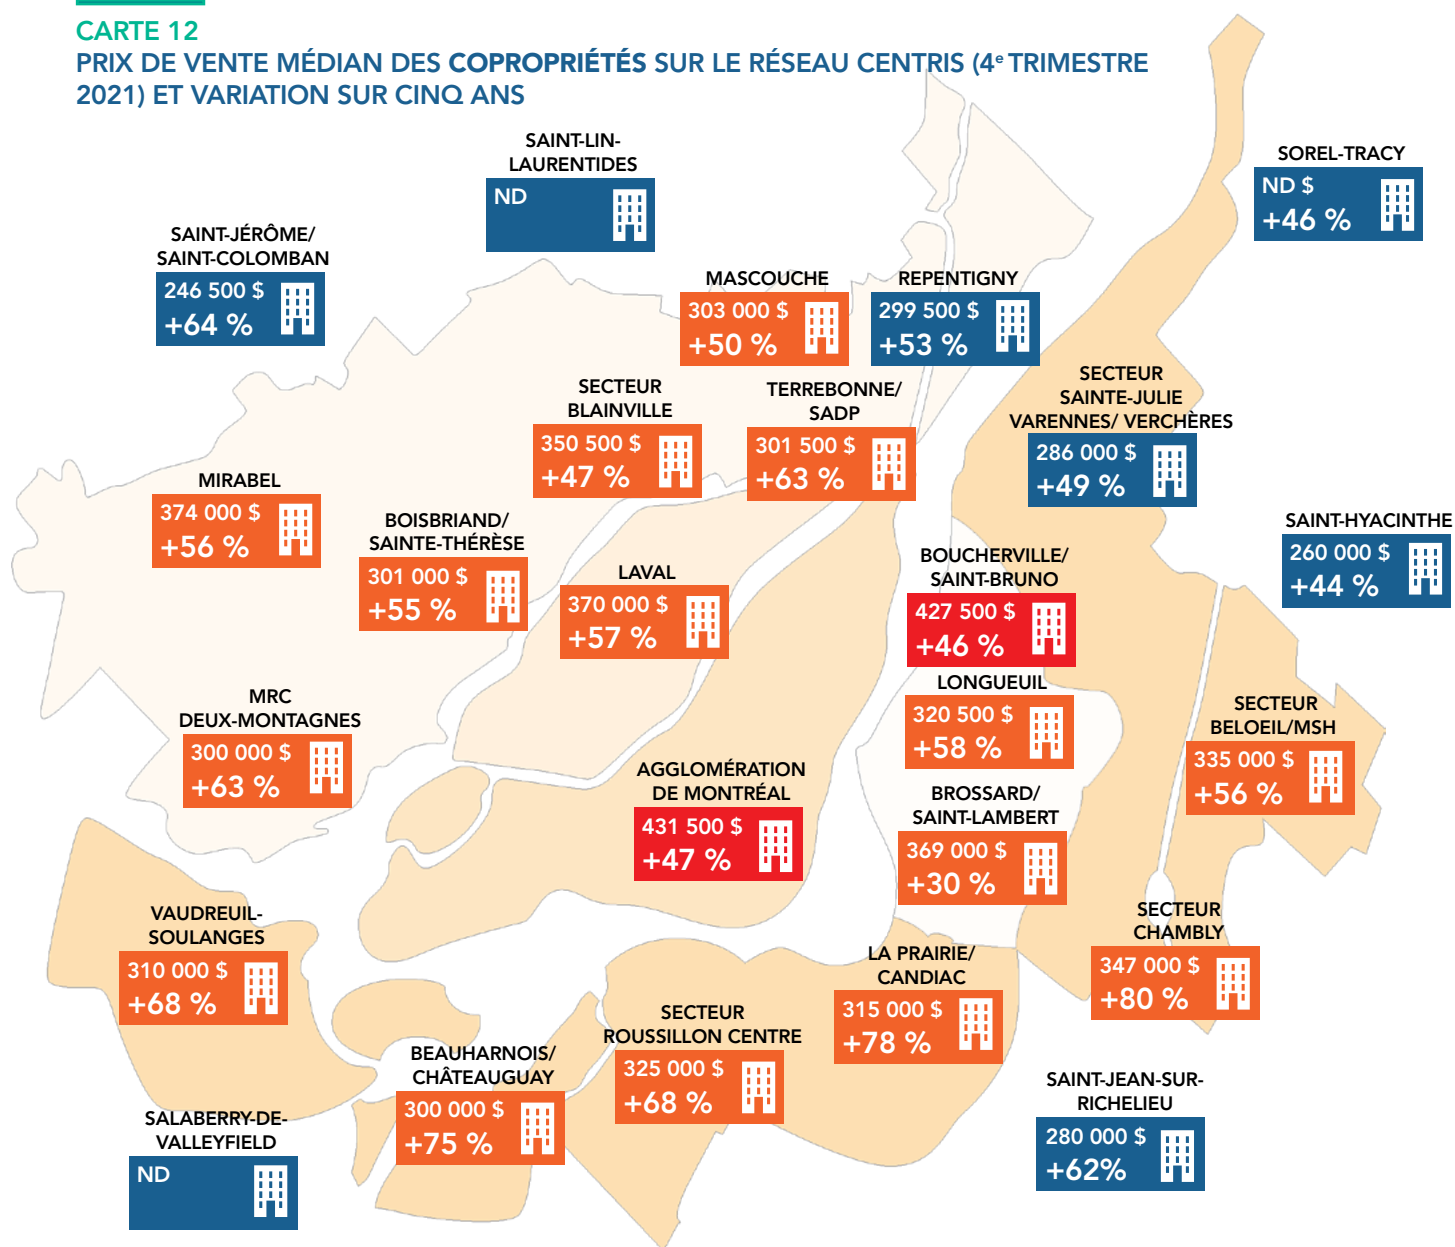 CARTE 12
PRIX DE VENTE MÉDIAN DES COPROPRIÉTÉS SUR LE RÉSEAU CENTRIS (4e TRIMESTRE
2021) ET VARIATION SUR CINQ ANS
SAINT-LIN-
LAURENTIDES
ND
SOREL-TRACY
ND $
+46 %
SAINT-JÉRÔME/
SAINT-COLOMBAN
246 500 $
+64 %
MASCOUCHE
303 000 $
+50 %
REPENTIGNY
299 500 $
+53 %
SECTEUR
SAINTE-JULIE
VARENNES/ VERCHÈRES
286 000 $
+49 %
SECTEUR
BLAINVILLE
350 500 $
+47 %
TERREBONNE/
SADP
301 500 $
+63 %
MIRABEL
374 000 $
+56 %
BOISBRIAND/
SAINTE-THÉRÈSE
301 000 $
+55 %
LAVAL
370 000 $
+57 %
BOUCHERVILLE/
SAINT-BRUNO
427 500 $
+46 %
SAINT-HYACINTHE
260 000 $
+44 %
LONGUEUIL
320 500 $
+58 %
MRC
DEUX-MONTAGNES
300 000 $
+63 %
SECTEUR
BELOEIL/MSH
335 000 $
+56 %
AGGLOMÉRATION
DE MONTRÉAL
431 500 $
+47 %
BROSSARD/
SAINT-LAMBERT
369 000 $
+30 %
VAUDREUIL-
SOULANGES
310 000 $
+68 %
SECTEUR
CHAMBLY
347 000 $
+80 %
LA PRAIRIE/
CANDIAC
315 000 $
+78 %
SECTEUR
ROUSSILLON CENTRE
325 000 $
+68 %
BEAUHARNOIS/
CHÂTEAUGUAY
300 000 $
+75 %
SAINT-JEAN-SUR-
RICHELIEU
280 000 $
+62%
SALABERRY-DE-
VALLEYFIELD
ND